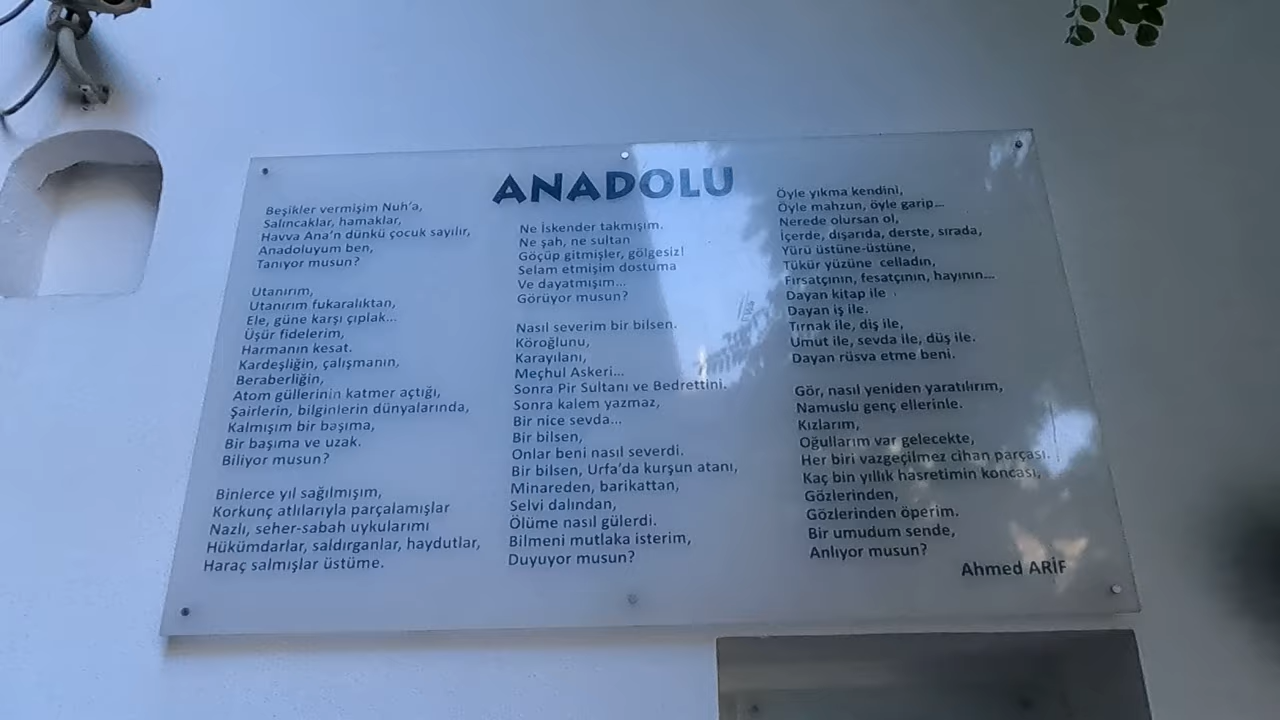 ANADOLU
Beşikler vermişim Nuh'a,
Salıncaklar, hamaklar,
Havva Ana'n dünkü çocuk sayılır,
Anadoluyum ben,
Tanıyor musun?
Utanırım,
Utanırım fukaralıktan,
Ele, güne karşı çıplak...
Üşür fidelerim,
Harmanın kesat.
Kardeşliğin, çalışmanın,
Beraberliğin,
Atom güllerinin katmer açtığı,
Şairlerin, bilginlerin dünyalarında,
Kalmışım bir başıma,
Bir başıma ve uzak.
Biliyor musun?
Binlerce yıl sağılmışım,
Korkunç atlılarıyla parçalamışlar
Nazlı, seher-sabah uykularımı
Hükümdarlar, saldırganlar, haydutlar,
Haraç salmışlar üstüme.
Ne İskender takmışım.
Ne şah, ne sultan
Göçüp gitmişler, gölgesiz!
Selam etmişim dostuma
Ve dayatmışım...
Görüyor musun?
Nasıl severim bir bilsen.
Köroğlunu,
Karayılanı,
Meçhul Askeri...
Sonra Pir Sultanı ve Bedrettini.
Sonra kalem yazmaz,
Bir nice sevda...
Bir bilsen,
Onlar beni nasıl severdi.
Bir bilsen, Urfa'da kurşun atanı,
Minareden, barikattan,
Selvi dalından,
Ölüme nasıl gülerdi.
Bilmeni mutlaka isterim,
Duyuyor musun?
Öyle yıkma kendini,
Öyle mahzun, öyle garip...
Nerede olursan ol,
İçerde, dışarıda, derste, sırada,
Yürü üstüne-üstüne,
Tükür yüzüne celladın,
Fırsatçının, fesatçının, hayının...
Dayan kitap ile
Dayan iş ile.
Tırnak ile, diş ile,
Umut ile, sevda ile, düş ile.
Dayan rüsva etme beni.
Gör, nasıl yeniden yaratılırım,
Namuslu genç ellerinle.
Kızlarım,
Oğullarım var gelecekte,
Her biri vazgeçilmez cihan parçası.
Kaç bin yıllık hasretimin koncası,
Gözlerinden,
Gözlerinden öperim.
Bir umudum sende,
Anlıyor musun?
Ahmed ARİF